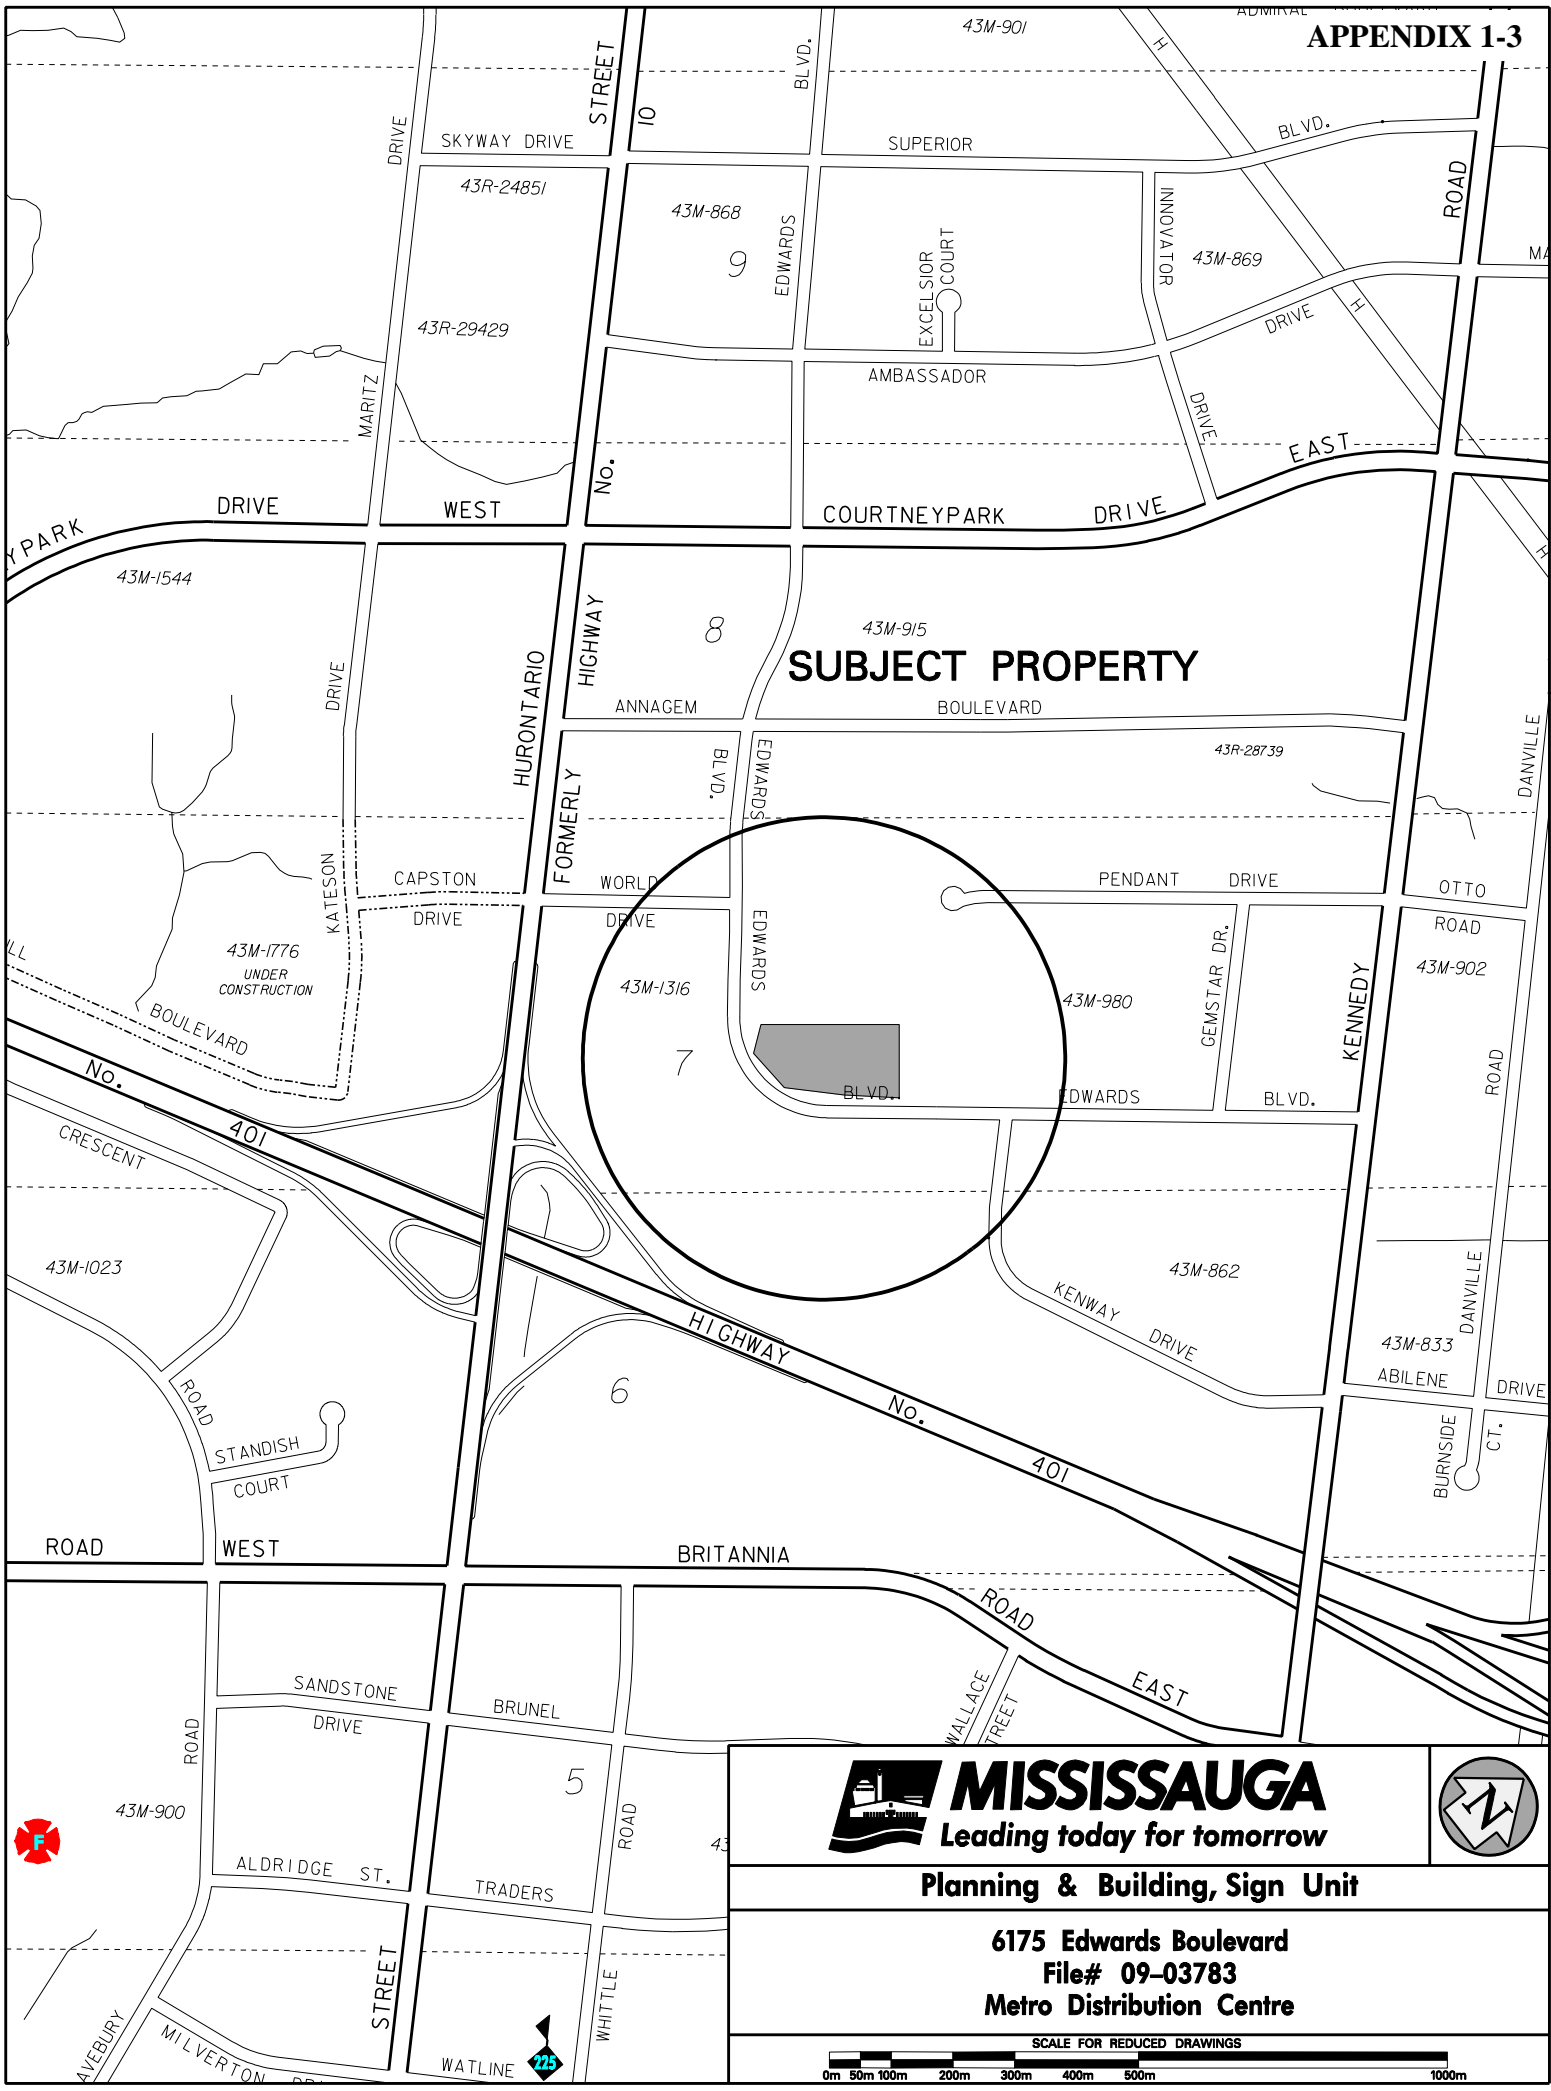 APPENDIX 1-3
43M-901
ADMIRAL
BLVD.
STREET
10
DRIVE
SKYWAY DRIVE
SUPERIOR
BLVD.
43R-24851
43M-868
EDWARDS
INNOVATOR
ROAD
9
EXCELSIOR
COURT
43M-869
MA
H
43R-29429
DRIVE
H
AMBASSADOR
MARITZ
DRIVE
EAST
No.
DRIVE
WEST
COURTNEYPARK
DRIVE
YPARK
H
43M-1544
HIGHWAY
8
43M-915
SUBJECT PROPERTY
DRIVE
HURONTARIO
ANNAGEM
BOULEVARD
43R-28739
DANVILLE
BLVD.
EDWARDS
FORMERLY
KATESON
CAPSTON
DRIVE
WORLD
DRIVE
PENDANT
DRIVE
OTTO
ROAD
EDWARDS
43M-1776
UNDER
CONSTRUCTION
LL
BOULEVARD
43M-1316
43M-980
GEMSTAR DR.
KENNEDY
43M-902
7
BLVD.
EDWARDS
BLVD.
ROAD
No.
401
CRESCENT
43M-1023
43M-862
KENWAY
DRIVE
DANVILLE
43M-833
ABILENE
DRIVE
HIGHWAY
No.
401
6
ROAD
STANDISH
COURT
BURNSIDE
CT.
ROAD
WEST
BRITANNIA
ROAD
EAST
WALLACE
TREET
SANDSTONE
DRIVE
BRUNEL
ROAD
5
43M-900
ROAD
43
F
ALDRIDGE ST.
TRADERS
STREET
WHITTLE
AVEBURY
MILVERTON
WATLINE
225
MISSISSAUGA
Leading today for tomorrow
N
Planning & Building, Sign Unit
6175 Edwards Boulevard
File# 09-03783
Metro Distribution Centre
SCALE FOR REDUCED DRAWINGS
0m 50m 100m 200m 300m 400m 500m 1000m